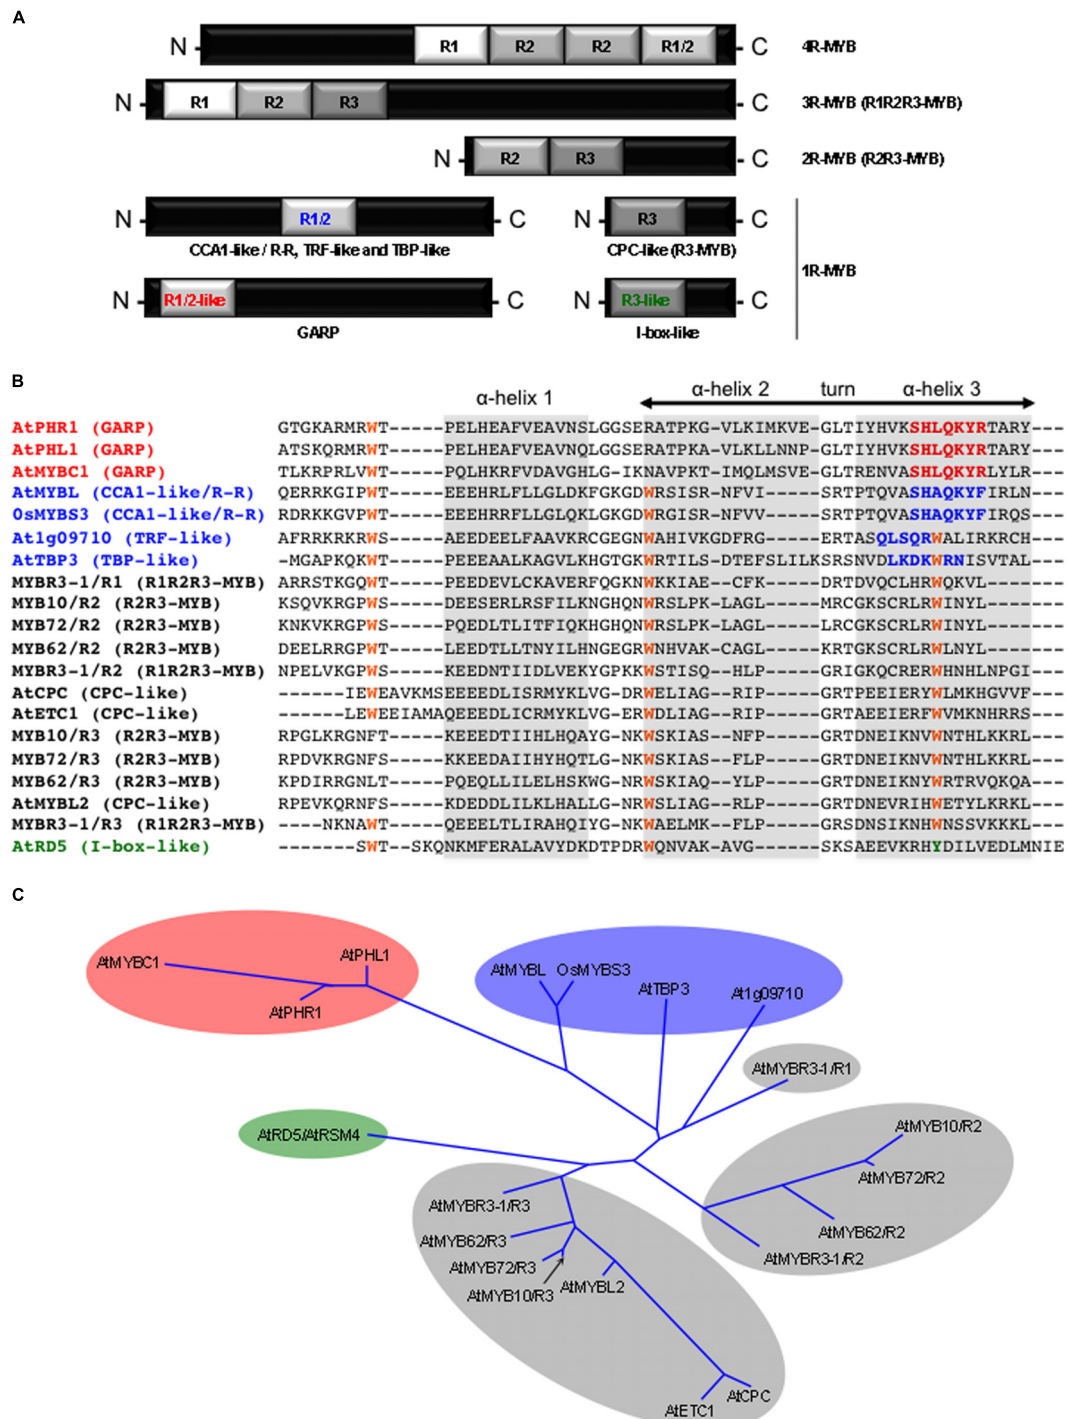 A
N R1 R2 R2 R1/2 C 4R-MYB
N R1 R2 R3 C 3R-MYB (R1R2R3-MYB)
N R2 R3 C 2R-MYB (R2R3-MYB)
N R1/2 C N R3 C
CCA1-like / R-R, TRF-like and TBP-like CPC-like (R3-MYB)
1R-MYB
N R1/2-like C N R3-like C
GARP I-box-like
B
α-helix 1 α-helix 2 turn α-helix 3
AtPHR1 (GARP) GTGKARMRWT-----PELHEAFVEAVNSLGGSERATPKG-VLKIMKVE-GLTIYHVKSHLQKYRTARY---
AtPHL1 (GARP) ATSKQRMRWT-----PELHEAFVEAVNQLGGSERATPKA-VLKLLNNP-GLTIYHVKSHLQKYRTARY---
AtMYBC1 (GARP) TLKRPRLVWT-----PQLHKRFVDAVGHLG-IKNAVPKT-IMQLMSVE-GLTRENVASHLQKYRLYLR---
AtMYBL (CCA1-like/R-R) QERRKGIPWT-----EEHRLFLLGLDKFGKGDWRSISR-NFVI-----SRTPTQVASHAQKYFIRLN---
OsMYBS3 (CCA1-like/R-R) RDRKKGVPWT-----EEEHRRFLLGLQKLGKGDWRGISR-NFVV-----SRTPTQVASHAQKYFIRQS---
At1g09710 (TRF-like) AFRRKRKRWS-----AEEDEELFAAVKRCGEGNWAHIVKGDFRG-----ERTASQLSQRWALIRKRCH---
AtTBP3 (TBP-like) -MGAPKQKWT-----PEEEAALKAGVLKHGTGKWRTILS-DTEFSLILKSRSNVDLKDKWRNISVTAL---
MYBR3-1/R1 (R1R2R3-MYB) ARRSTKGQWT-----PEEDEVLCKAVERFQGKNWKKIAE-CFK-----DRTDVQCLHRWQKVL--------
MYB10/R2 (R2R3-MYB) KSQVKRGPWS-----DEESERLRSFILKNGHQNWRSLPK-LAGL-----MRCGKSCRLRWINYL-------
MYB72/R2 (R2R3-MYB) KNKVKRGPWS-----PQEDLTLITFIQKHGHQNWRSLPK-LAGL-----LRCGKSCRLRWINYL-------
MYB62/R2 (R2R3-MYB) DEELRRGPWT-----LEEDTLLTNYILHNGEGRWNHVAK-CAGL-----KRTGKSCRLRWLNYL-------
MYBR3-1/R2 (R1R2R3-MYB) NPELVKGPWS-----KEEDNTIIDLVEKYGPKKWSTISQ-HLP------GRIGKQCRERWHNHLNPGI---
AtCPC (CPC-like) ------IEWEAVKMSEEEEDLISRMYKLVG-DRWELIAG-RIP------GRTPEEIERYWLMKHGVVF---
AtETC1 (CPC-like) ------LEWEEIAMAQEEEDLICRMYKLVG-ERWDLIAG-RIP------GRTAEEIERFWVMKNHRRS---
MYB10/R3 (R2R3-MYB) RPGLKRGNFT-----KEEEDTIIHLHQAYG-NKWSKIAS-NFP------GRTDNEIKNVWNTHLKKRL---
MYB72/R3 (R2R3-MYB) RPDVKRGNFS-----KKEEDAIIHYHQTLG-NKWSKIAS-FLP------GRTDNEIKNVWNTHLKKRL---
MYB62/R3 (R2R3-MYB) KPDIRRGNLT-----PQEQLLILELHSKWG-NRWSKIAQ-YLP------GRTDNEIKNYWRTRVQKQA---
AtMYBL2 (CPC-like) RPEVKQRNFS-----KDEDDLILKLHALLG-NRWSLIAG-RLP------GRTDNEVRIHWETYLKRKL---
MYBR3-1/R3 (R1R2R3-MYB) ----NKNAWT-----QEEELTLIRAHQIYG-NKWAELMK-FLP------GRSDNSIKNHWNSSVKKKL---
AtRD5 (I-box-like) -------SWT--SKQNKMFERALAVYDKDTPDRWQNVAK-AVG------SKSAEEVKRHYDILVEDLMNIE
C
AtMYBC1 AtPHL1 AtPHR1
AtMYBL OsMYBS3 AtTBP3 At1g09710
AtMYBR3-1/R1
AtRD5/AtRSM4
AtMYB10/R2
AtMYB72/R2
AtMYB62/R2
AtMYBR3-1/R2
AtMYBR3-1/R3
AtMYB62/R3
AtMYB72/R3
AtMYB10/R3 AtMYBL2
AtCPC
AtETC1